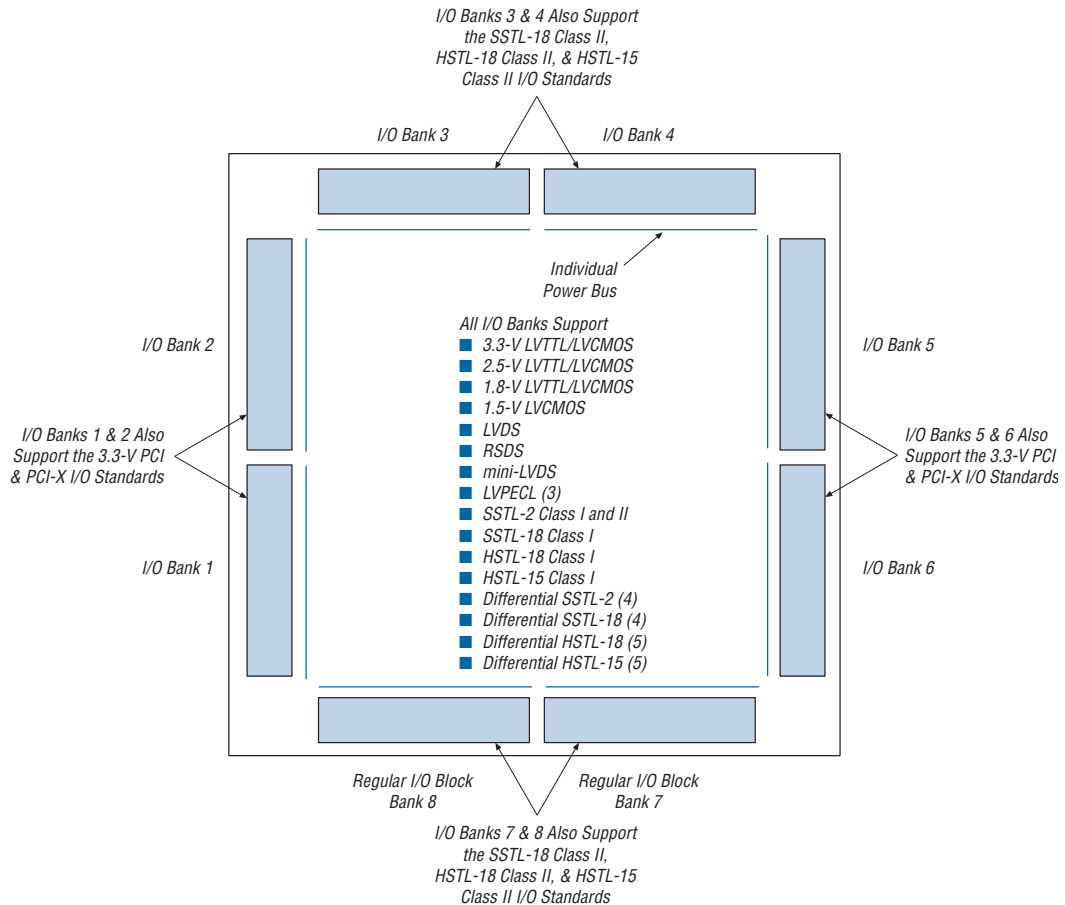 I/O Banks 3 & 4 Also Support
the SSTL-18 Class II,
HSTL-18 Class II, & HSTL-15
Class II I/O Standards
I/O Bank 3
I/O Bank 4
Individual
Power Bus
All I/O Banks Support
■ 3.3-V LVTTL/LVCMOS
■ 2.5-V LVTTL/LVCMOS
■ 1.8-V LVTTL/LVCMOS
■ 1.5-V LVCMOS
■ LVDS
■ RSDS
■ mini-LVDS
■ LVPECL (3)
■ SSTL-2 Class I and II
■ SSTL-18 Class I
■ HSTL-18 Class I
■ HSTL-15 Class I
■ Differential SSTL-2 (4)
■ Differential SSTL-18 (4)
■ Differential HSTL-18 (5)
■ Differential HSTL-15 (5)
I/O Bank 2
I/O Bank 5
I/O Banks 1 & 2 Also
Support the 3.3-V PCI
& PCI-X I/O Standards
I/O Banks 5 & 6 Also
Support the 3.3-V PCI
& PCI-X I/O Standards
I/O Bank 1
I/O Bank 6
Regular I/O Block
Bank 8
Regular I/O Block
Bank 7
I/O Banks 7 & 8 Also Support
the SSTL-18 Class II,
HSTL-18 Class II, & HSTL-15
Class II I/O Standards